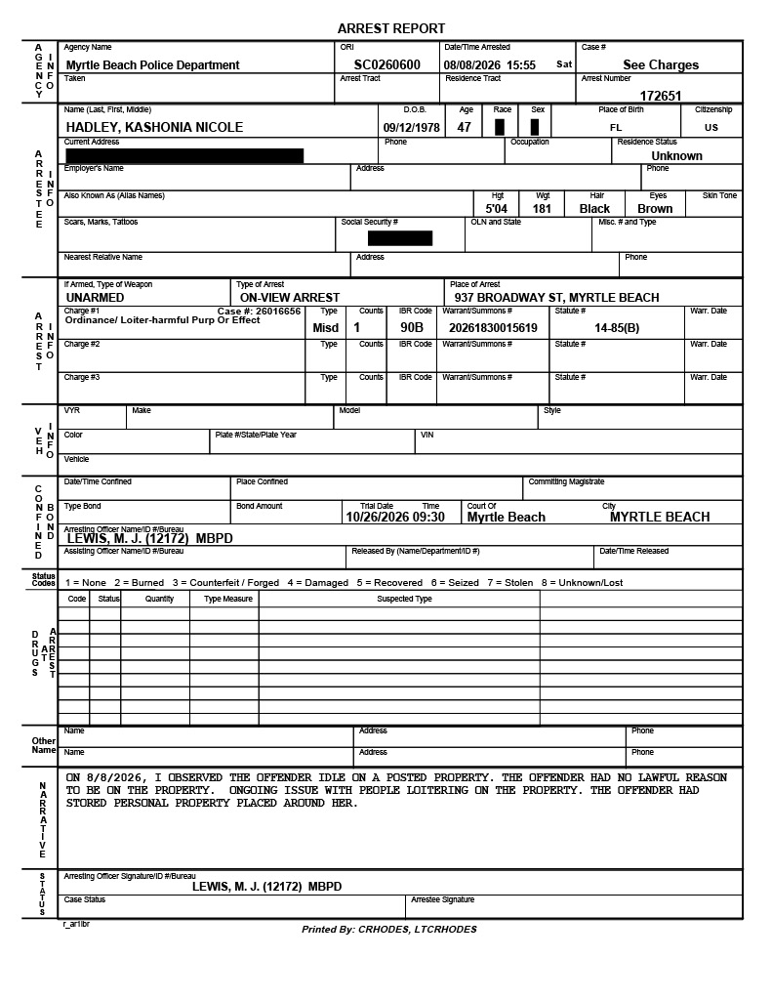 ARREST REPORT
AGENCY INFO
Agency Name ORI Date/Time Arrested Case #
Myrtle Beach Police Department SC0260600 08/08/2026 15:55 Sat See Charges
Taken Arrest Tract Residence Tract Arrest Number
172651
ARRESTEE INFO
Name (Last, First, Middle) D.O.B. Age Race Sex Place of Birth Citizenship
HADLEY, KASHONIA NICOLE 09/12/1978 47 FL US
Current Address Phone Occupation Residence Status
Unknown
Employer's Name Address Phone
Also Known As (Alias Names) Hgt Wgt Hair Eyes Skin Tone
5'04 181 Black Brown
Scars, Marks, Tattoos Social Security # OLN and State Misc. # and Type
Nearest Relative Name Address Phone
ARREST INFO
If Armed, Type of Weapon Type of Arrest Place of Arrest
UNARMED ON-VIEW ARREST 937 BROADWAY ST, MYRTLE BEACH
Charge #1 Case #: 26016656 Type Counts IBR Code Warrant/Summons # Statute # Warr. Date
Ordinance/ Loiter-harmful Purp Or Effect
Misd 1 90B 20261830015619 14-85(B)
Charge #2 Type Counts IBR Code Warrant/Summons # Statute # Warr. Date
Charge #3 Type Counts IBR Code Warrant/Summons # Statute # Warr. Date
VEH INFO
VYR Make Model Style
Color Plate #/State/Plate Year VIN
Vehicle
CONFINED BOND
Date/Time Confined Place Confined Committing Magistrate
Type Bond Bond Amount Trial Date Time Court Of City
10/26/2026 09:30 Myrtle Beach MYRTLE BEACH
Arresting Officer Name/ID #/Bureau
LEWIS, M. J. (12172) MBPD
Assisting Officer Name/ID #/Bureau Released By (Name/Department/ID #) Date/Time Released
Status Codes 1 = None 2 = Burned 3 = Counterfeit / Forged 4 = Damaged 5 = Recovered 6 = Seized 7 = Stolen 8 = Unknown/Lost
Code Status Quantity Type Measure Suspected Type
DRUGS AT ARREST
Other Name
Name Address Phone
Name Address Phone
NARRATIVE
ON 8/8/2026, I OBSERVED THE OFFENDER IDLE ON A POSTED PROPERTY. THE OFFENDER HAD NO LAWFUL REASON
TO BE ON THE PROPERTY. ONGOING ISSUE WITH PEOPLE LOITERING ON THE PROPERTY. THE OFFENDER HAD
STORED PERSONAL PROPERTY PLACED AROUND HER.
STATUS
Arresting Officer Signature/ID #/Bureau
LEWIS, M. J. (12172) MBPD
Case Status Arrestee Signature
r_ar1ibr
Printed By: CRHODES, LTCRHODES